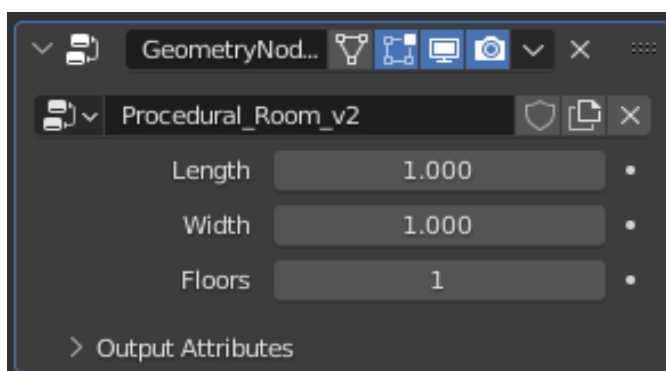 GeometryNod...
Procedural_Room_v2
Length 1.000
Width 1.000
Floors 1
Output Attributes